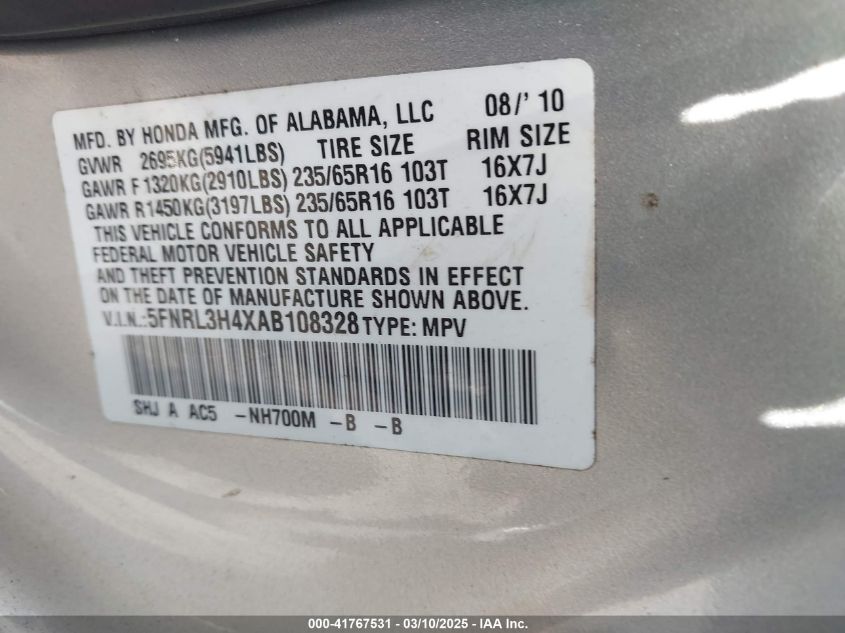 MFD. BY HONDA MFG. OF ALABAMA, LLC 08/' 10
GVWR 2695KG(5941LBS) TIRE SIZE RIM SIZE
GAWR F1320KG(2910LBS) 235/65R16 103T 16X7J
GAWR R1450KG(3197LBS) 235/65R16 103T 16X7J
THIS VEHICLE CONFORMS TO ALL APPLICABLE
FEDERAL MOTOR VEHICLE SAFETY
AND THEFT PREVENTION STANDARDS IN EFFECT
ON THE DATE OF MANUFACTURE SHOWN ABOVE.
V.I.N.:5FNRL3H4XAB108328 TYPE: MPV
SHJ A AC5 -NH700M -B -B
000-41767531 - 03/10/2025 - IAA Inc.